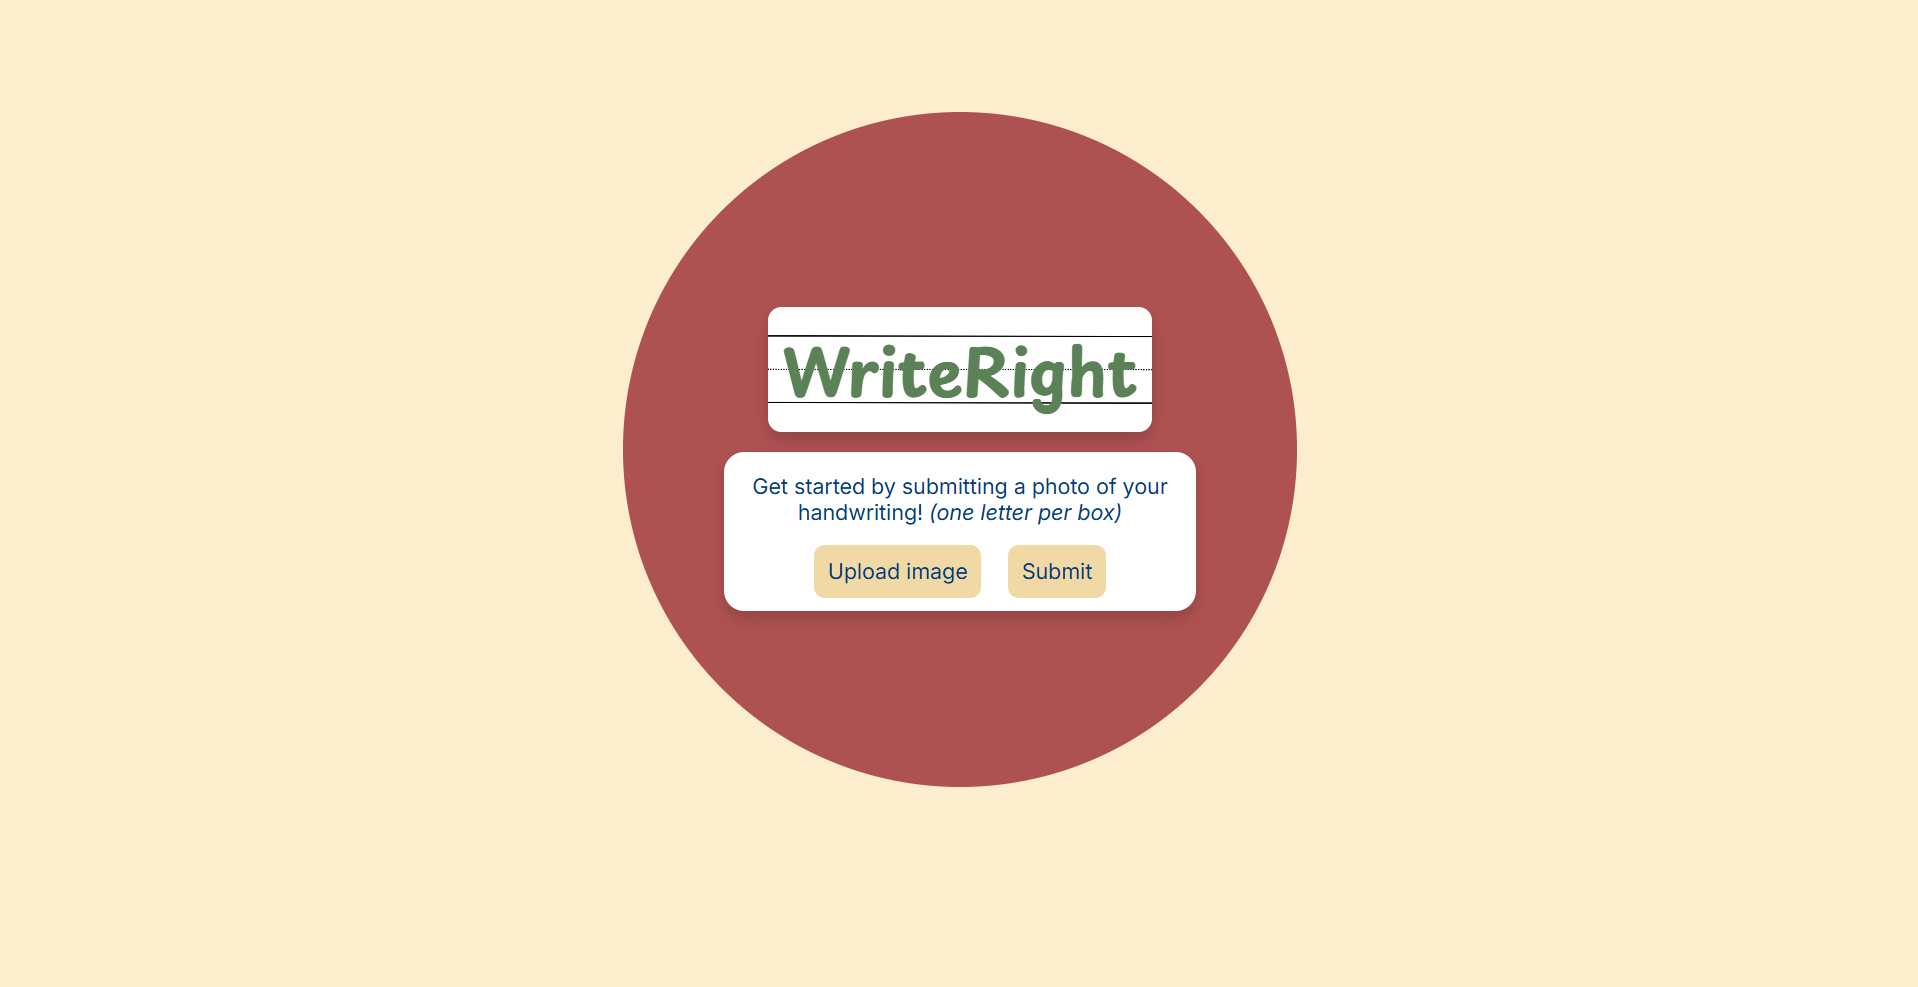 WriteRight
Get started by submitting a photo of your
handwriting! (one letter per box)
Upload image
Submit